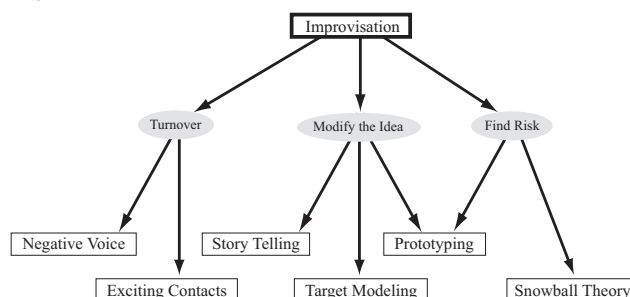 Improvisation
Turnover
Modify the Idea
Find Risk
Negative Voice
Story Telling
Prototyping
Exciting Contacts
Target Modeling
Snowball Theory